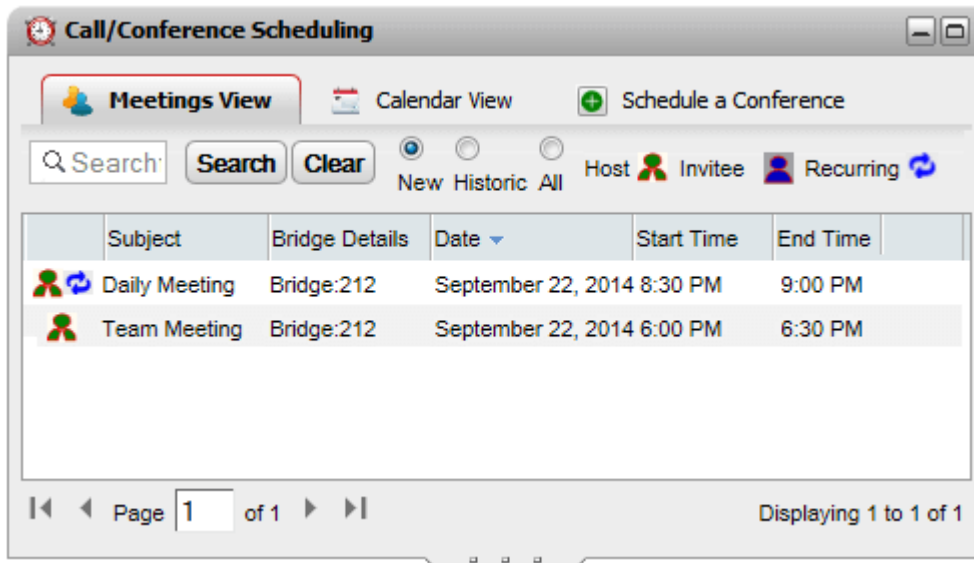 Call/Conference Scheduling
Meetings View Calendar View Schedule a Conference
Search Search Clear New Historic All Host Invitee Recurring
Subject Bridge Details Date Start Time End Time
Daily Meeting Bridge:212 September 22, 2014 8:30 PM 9:00 PM
Team Meeting Bridge:212 September 22, 2014 6:00 PM 6:30 PM
Page 1 of 1 Displaying 1 to 1 of 1